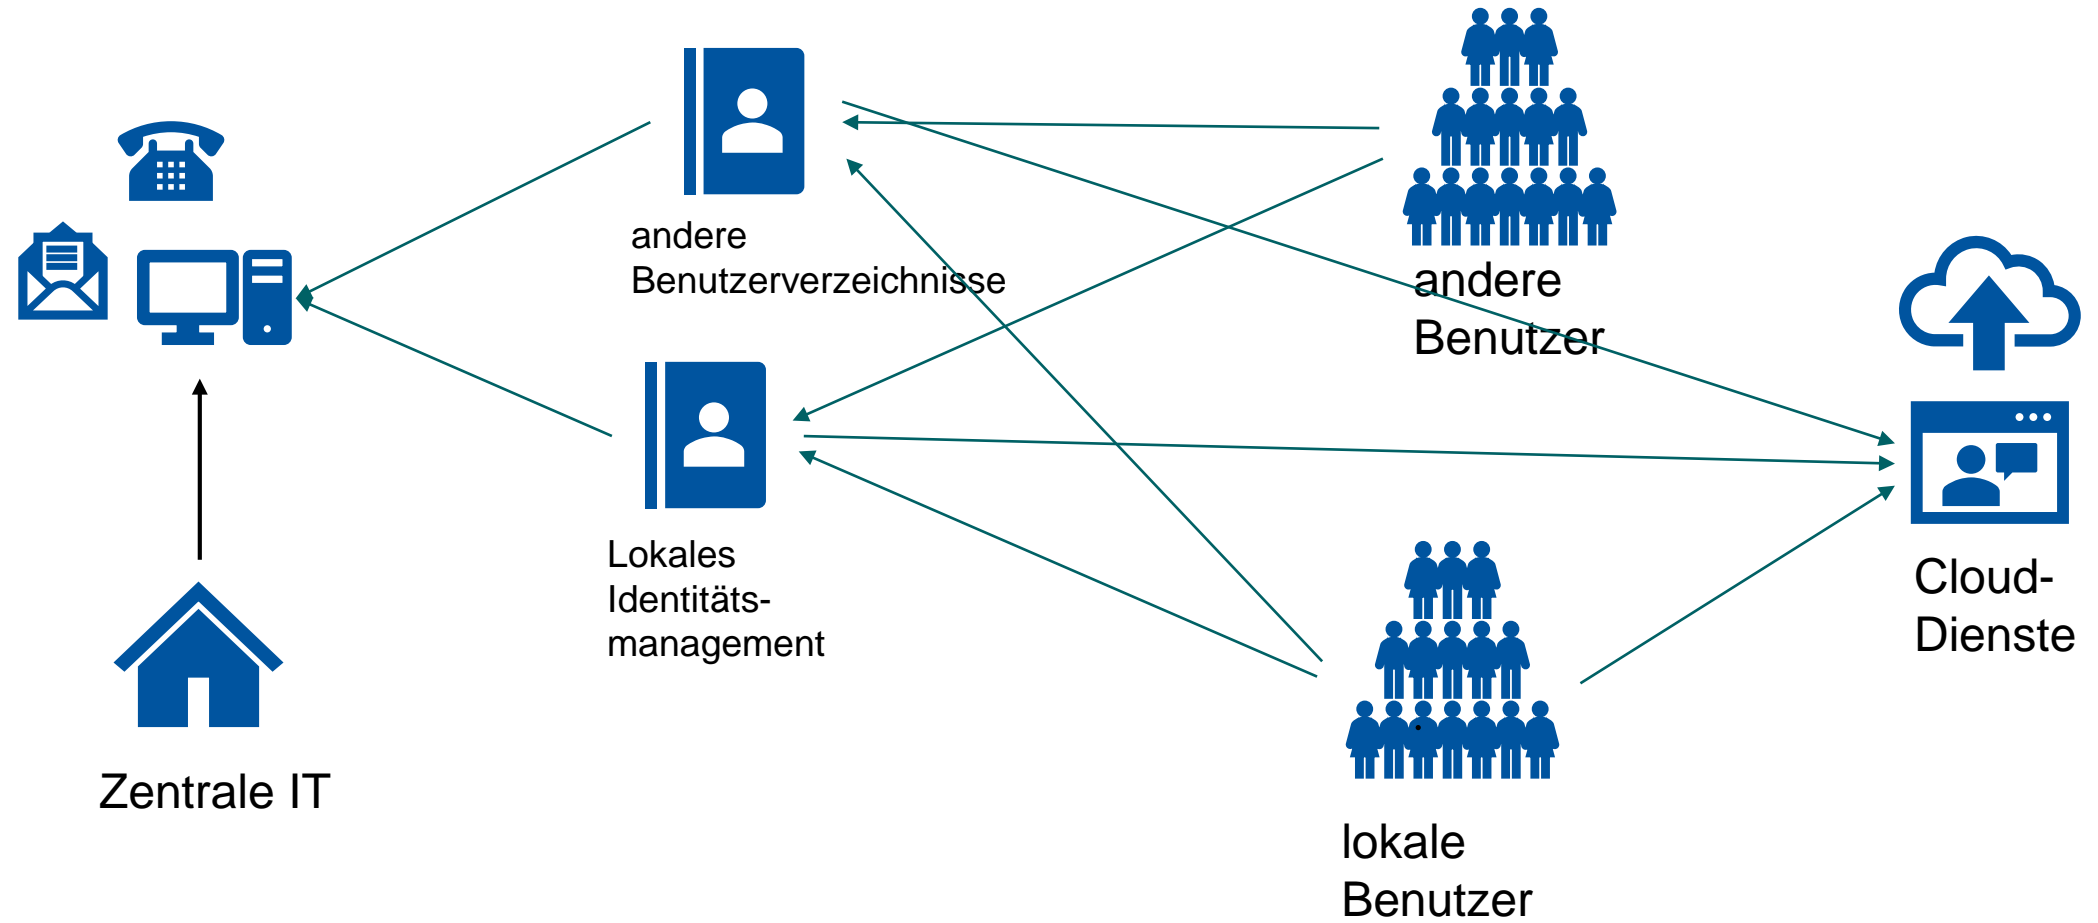 andere
Benutzerverzeichnisse
andere
Benutzer
Lokales
Identitäts-
management
Cloud-
Dienste
Zentrale IT
lokale
Benutzer